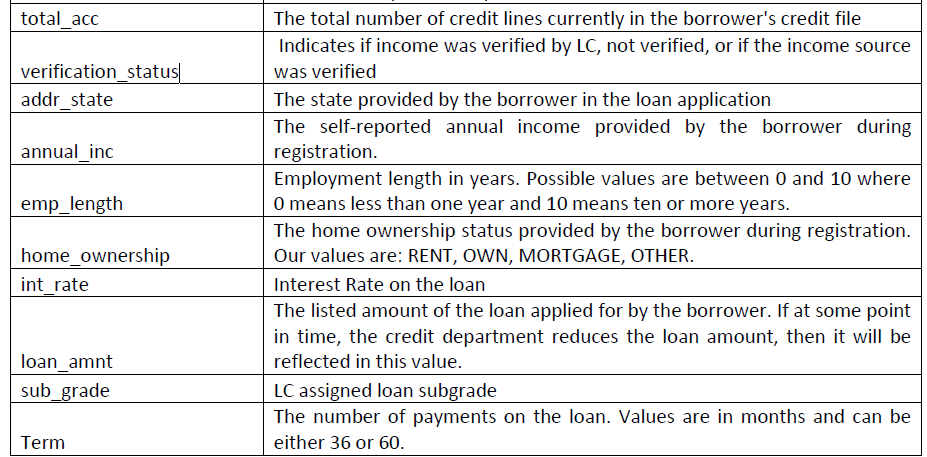 total_acc The total number of credit lines currently in the borrower's credit file
Indicates if income was verified by LC, not verified, or if the income source
verification_status was verified
addr_state The state provided by the borrower in the loan application
The self-reported annual income provided by the borrower during
annual_inc registration.
Employment length in years. Possible values are between 0 and 10 where
emp_length 0 means less than one year and 10 means ten or more years.
The home ownership status provided by the borrower during registration.
home_ownership Our values are: RENT, OWN, MORTGAGE, OTHER.
int_rate Interest Rate on the loan
The listed amount of the loan applied for by the borrower. If at some point
in time, the credit department reduces the loan amount, then it will be
loan_amnt reflected in this value.
sub_grade LC assigned loan subgrade
The number of payments on the loan. Values are in months and can be
Term either 36 or 60.